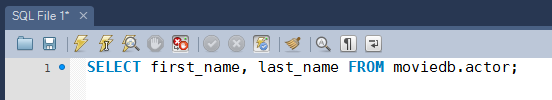 SQL File 1*
1 SELECT first_name, last_name FROM moviedb.actor;